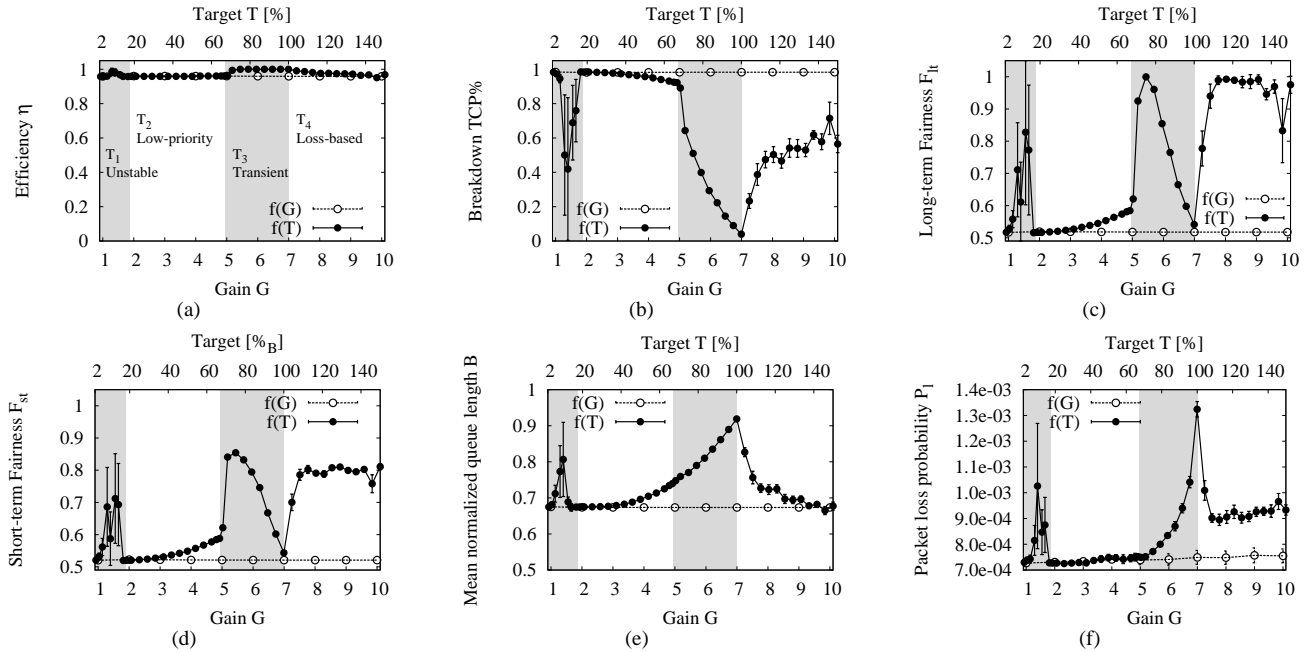 Target T [%]
2 20 40 60 80 100 120 150
Efficiency η
1
0.8
0.6
0.4
0.2
0
T2
Low-priority
T4
Loss-based
T1
Unstable
T3
Transient
f(G)
f(T)
1 2 3 4 5 6 7 8 9 10
Gain G
(a)
Target T [%]
2 20 40 60 80 100 120 150
Breakdown TCP%
1
0.8
0.6
0.4
0.2
0
f(G)
f(T)
1 2 3 4 5 6 7 8 9 10
Gain G
(b)
Target T [%]
2 20 40 60 80 100 120 150
Long-term Fairness Flt
1
0.9
0.8
0.7
0.6
0.5
f(G)
f(T)
1 2 3 4 5 6 7 8 9 10
Gain G
(c)
Target [%B]
2 20 40 60 80 100 120 150
Short-term Fairness Fst
1
0.9
0.8
0.7
0.6
0.5
f(G)
f(T)
1 2 3 4 5 6 7 8 9 10
Gain G
(d)
Target T [%]
2 20 40 60 80 100 120 150
Mean normalized queue length B
1
0.9
0.8
0.7
0.6
0.5
f(G)
f(T)
1 2 3 4 5 6 7 8 9 10
Gain G
(e)
Target T [%]
2 20 40 60 80 100 120 150
Packet loss probability Pl
1.4e-03
1.3e-03
1.2e-03
1.0e-03
9.0e-04
8.0e-04
7.0e-04
f(G)
f(T)
1 2 3 4 5 6 7 8 9 10
Gain G
(f)